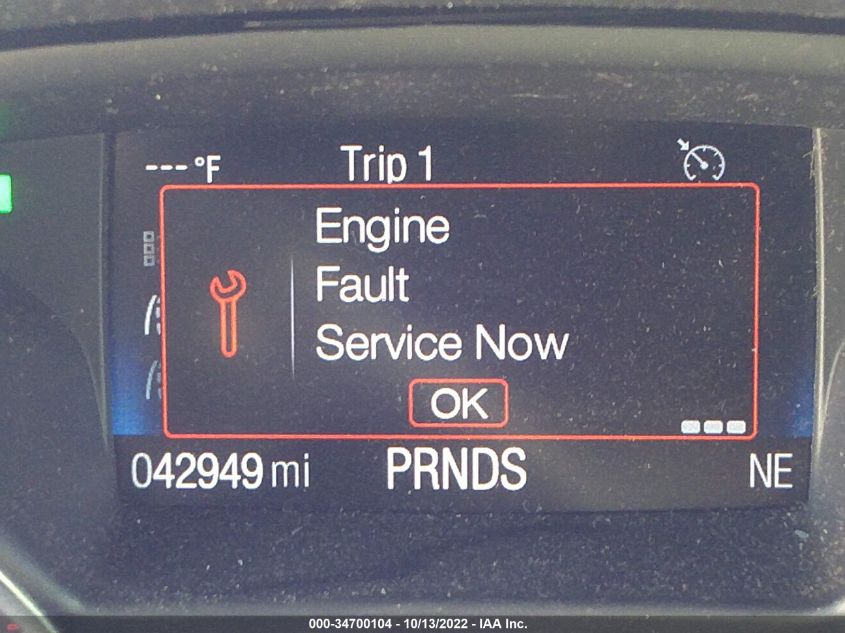 --- °F Trip 1
Engine
Fault
Service Now
OK
042949 mi PRNDS NE
000-34700104 - 10/13/2022 - IAA Inc.